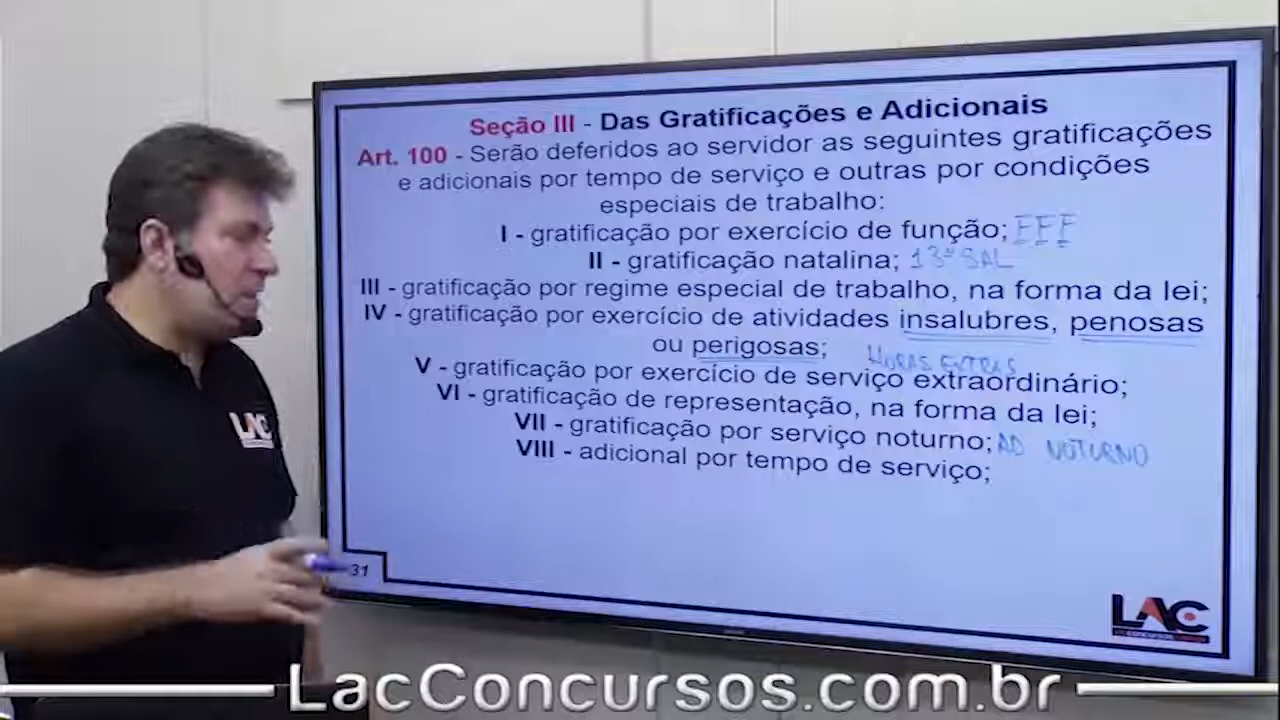 Seção III - Das Gratificações e Adicionais
Art. 100 - Serão deferidos ao servidor as seguintes gratificações
e adicionais por tempo de serviço e outras por condições
especiais de trabalho:
I - gratificação por exercício de função; FFF
II - gratificação natalina; 13º SAL
III - gratificação por regime especial de trabalho, na forma da lei;
IV - gratificação por exercício de atividades insalubres, penosas
ou perigosas; HORAS EXTRAS
V - gratificação por exercício de serviço extraordinário;
VI - gratificação de representação, na forma da lei;
VII - gratificação por serviço noturno; AD NOTURNO
VIII - adicional por tempo de serviço;
31
LAC
LAC
CONCURSOS
LacConcursos.com.br